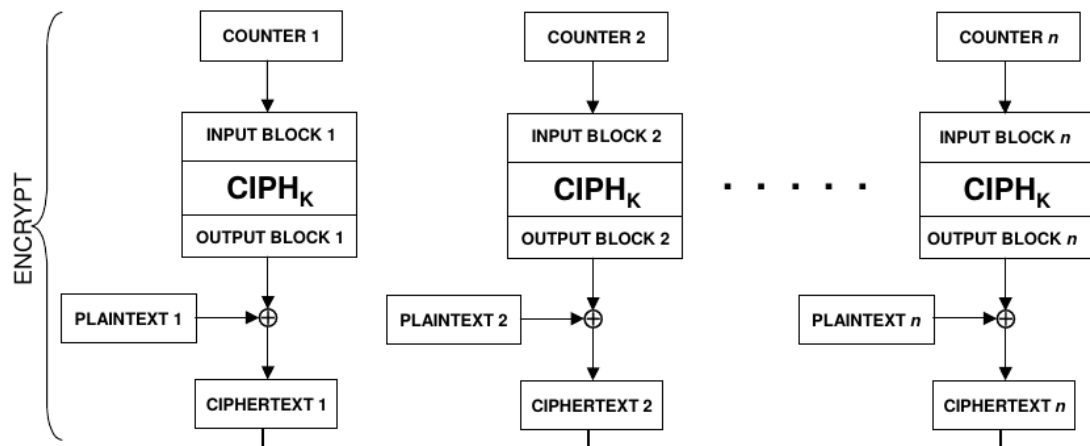 ENCRYPT
COUNTER 1
COUNTER 2
COUNTER n
INPUT BLOCK 1
INPUT BLOCK 2
INPUT BLOCK n
CIPHK
CIPHK
. . . . .
CIPHK
OUTPUT BLOCK 1
OUTPUT BLOCK 2
OUTPUT BLOCK n
PLAINTEXT 1
PLAINTEXT 2
PLAINTEXT n
CIPHERTEXT 1
CIPHERTEXT 2
CIPHERTEXT n